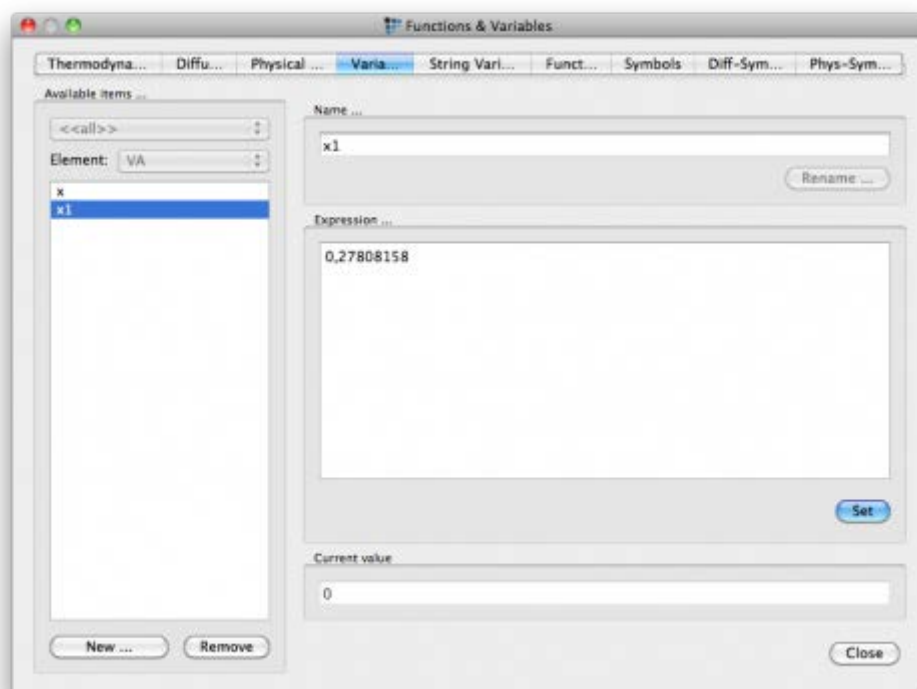 Functions & Variables
Thermodyna... Diffu... Physical ... Varia... String Vari... Funct... Symbols Diff-Sym... Phys-Sym...
Available items ...
<<all>>
Element: VA
x
x1
New ... Remove
Name ...
x1
Rename ...
Expression ...
0,27808158
Set
Current value
0
Close